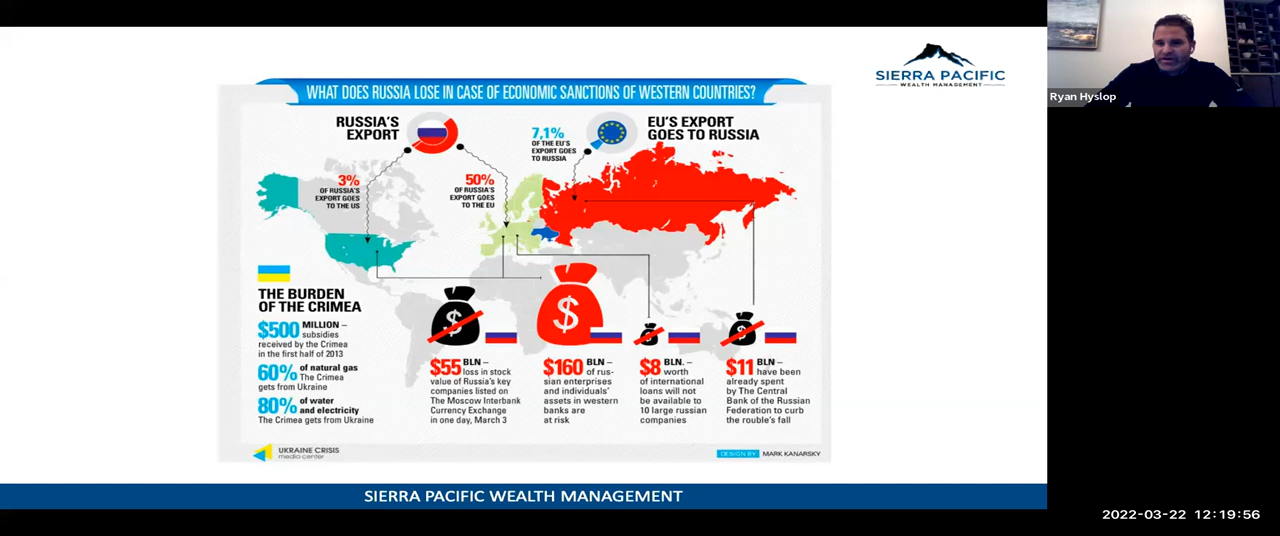 SIERRA PACIFIC
WEALTH MANAGEMENT
Ryan Hyslop
WHAT DOES RUSSIA LOSE IN CASE OF ECONOMIC SANCTIONS OF WESTERN COUNTRIES?
RUSSIA'S
EXPORT
7,1%
OF THE EU'S
EXPORT GOES
TO RUSSIA
EU'S EXPORT
GOES TO RUSSIA
3%
OF RUSSIA'S
EXPORT GOES
TO THE US
50%
OF RUSSIA'S
EXPORT GOES
TO THE EU
THE BURDEN
OF THE CRIMEA
$500 MILLION –
subsidies
received by the Crimea
in the first half of 2013
60% of natural gas
The Crimea
gets from Ukraine
80% of water
and electricity
The Crimea gets from Ukraine
$
$55 BLN –
loss in stock
value of Russia's key
companies listed on
The Moscow Interbank
Currency Exchange
in one day, March 3
$
$160 BLN –
of rus-
sian enterprises
and individuals'
assets in western
banks are
at risk
$
$8 BLN. –
worth
of international
loans will not
be available to
10 large russian
companies
$
$11 BLN –
have been
already spent
by The Central
Bank of the Russian
Federation to curb
the rouble's fall
UKRAINE CRISIS
media center
DESIGN BY MARK KANARSKY
SIERRA PACIFIC WEALTH MANAGEMENT
2022-03-22 12:19:56